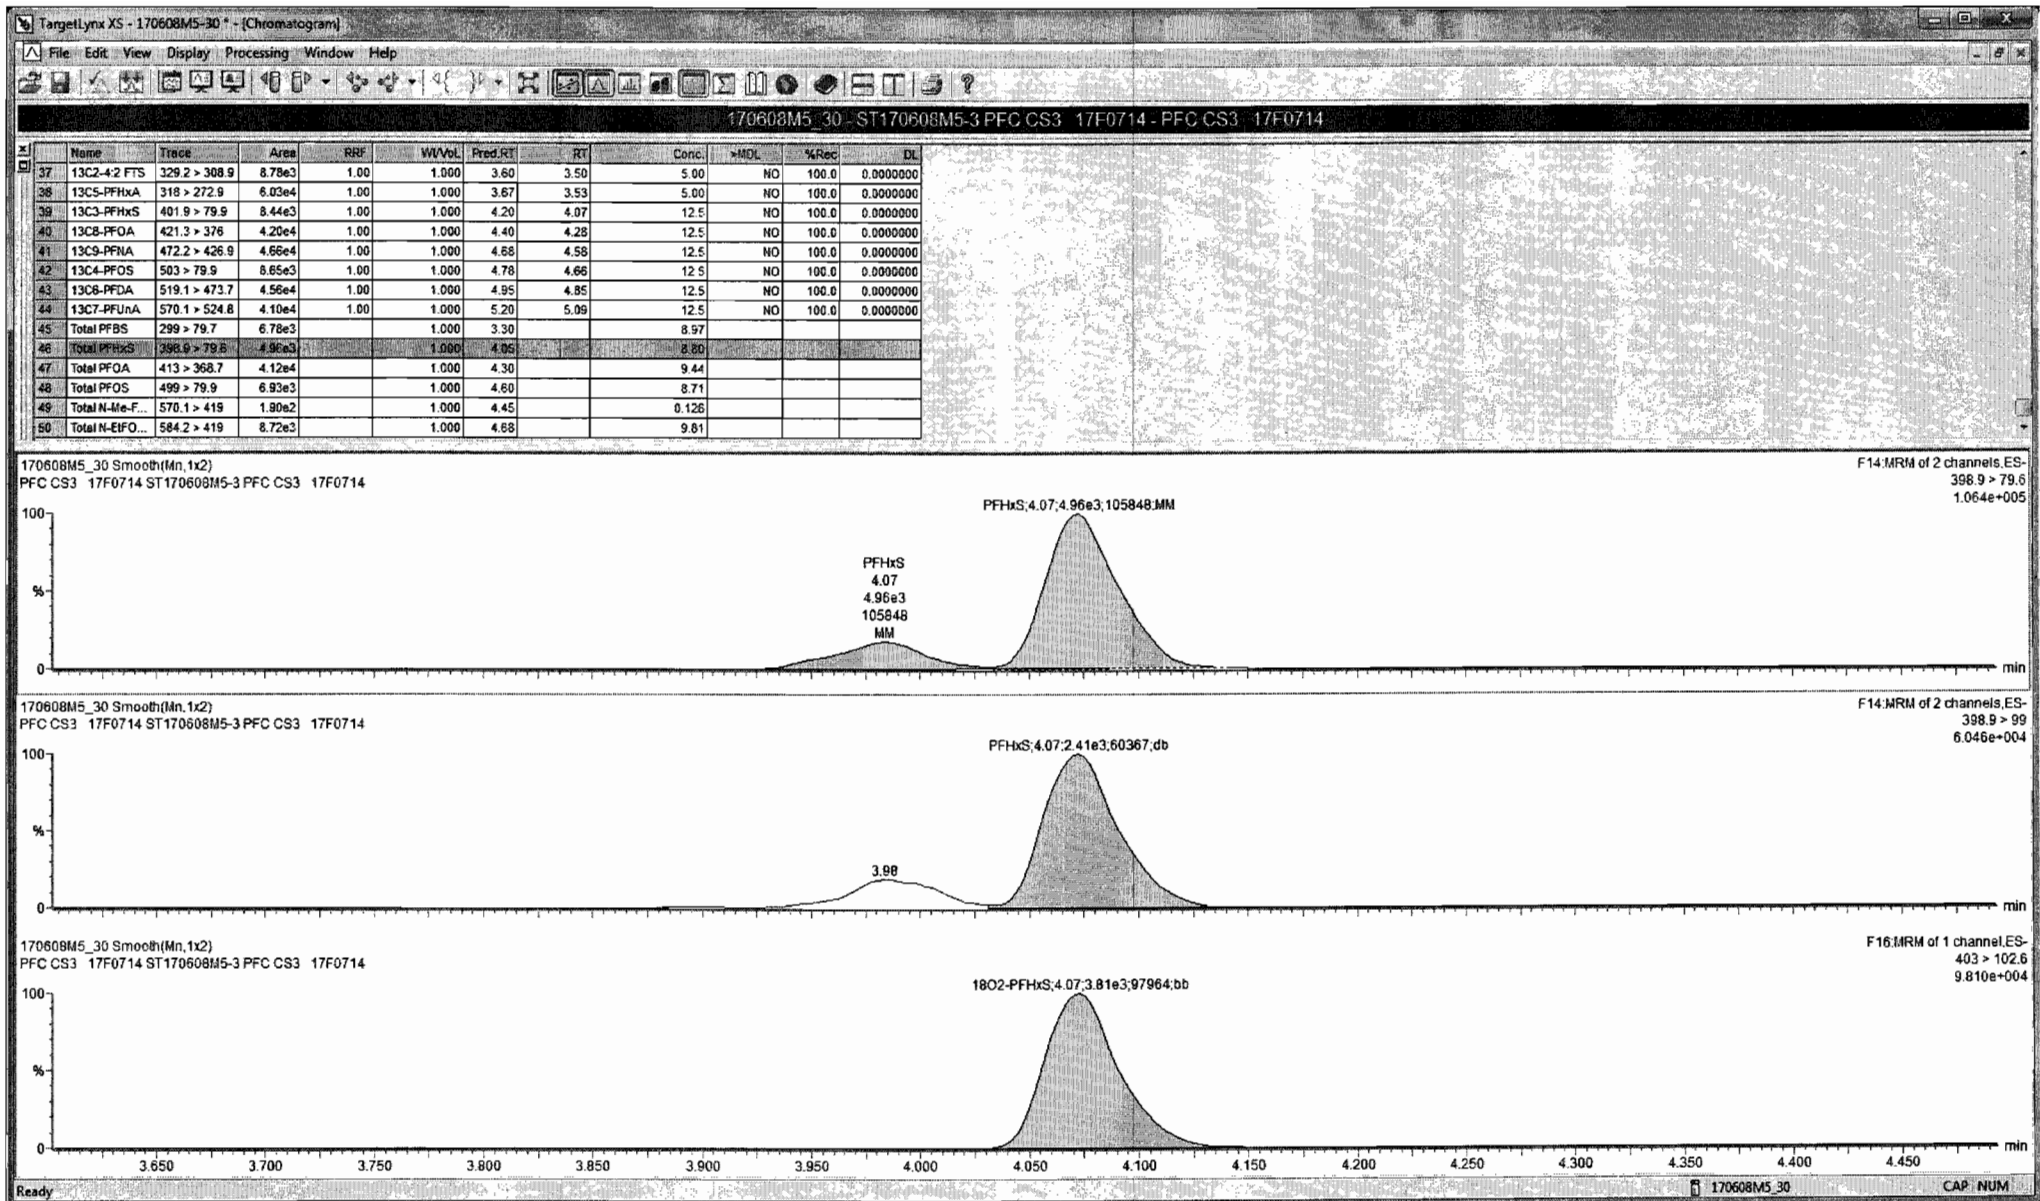 TargetLynx XS - 170608M5-30 * - [Chromatogram]
File Edit View Display Processing Window Help
170608M5_30 - ST170608M5-3 PFC CS3 17F0714 - PFC CS3 17F0714
Name Trace Area RRF Wt/Vol Pred.RT RT Conc. >MDL %Rec DL
37 13C2-4:2 FTS 329.2 > 308.9 8.78e3 1.00 1.000 3.60 3.50 5.00 NO 100.0 0.0000000
38 13C5-PFHxA 318 > 272.9 6.03e4 1.00 1.000 3.67 3.53 5.00 NO 100.0 0.0000000
39 13C3-PFHxS 401.9 > 79.9 8.44e3 1.00 1.000 4.20 4.07 12.5 NO 100.0 0.0000000
40 13C8-PFOA 421.3 > 376 4.20e4 1.00 1.000 4.40 4.28 12.5 NO 100.0 0.0000000
41 13C9-PFNA 472.2 > 426.9 4.66e4 1.00 1.000 4.68 4.58 12.5 NO 100.0 0.0000000
42 13C4-PFOS 503 > 79.9 8.65e3 1.00 1.000 4.78 4.66 12.5 NO 100.0 0.0000000
43 13C6-PFDA 519.1 > 473.7 4.56e4 1.00 1.000 4.95 4.85 12.5 NO 100.0 0.0000000
44 13C7-PFUnA 570.1 > 524.8 4.10e4 1.00 1.000 5.20 5.09 12.5 NO 100.0 0.0000000
45 Total PFBS 299 > 79.7 6.78e3 1.000 3.30 8.97
46 Total PFHxS 398.9 > 79.6 4.96e3 1.000 4.05 8.80
47 Total PFOA 413 > 368.7 4.12e4 1.000 4.30 9.44
48 Total PFOS 499 > 79.9 6.93e3 1.000 4.60 8.71
49 Total N-Me-F... 570.1 > 419 1.90e2 1.000 4.45 0.126
50 Total N-EtFO... 584.2 > 419 8.72e3 1.000 4.68 9.81
170608M5_30 Smooth(Mn,1x2)
PFC CS3 17F0714 ST170608M5-3 PFC CS3 17F0714
F14:MRM of 2 channels,ES-
398.9 > 79.6
1.064e+005
PFHxS;4.07;4.96e3;105848;MM
100
PFHxS
4.07
4.96e3
105848
MM
%
0
min
170608M5_30 Smooth(Mn,1x2)
PFC CS3 17F0714 ST170608M5-3 PFC CS3 17F0714
F14:MRM of 2 channels,ES-
398.9 > 99
6.046e+004
PFHxS;4.07;2.41e3;60367;db
100
%
3.98
0
min
170608M5_30 Smooth(Mn,1x2)
PFC CS3 17F0714 ST170608M5-3 PFC CS3 17F0714
F16:MRM of 1 channel,ES-
403 > 102.6
9.810e+004
18O2-PFHxS;4.07;3.81e3;97964;bb
100
%
0
min
3.650 3.700 3.750 3.800 3.850 3.900 3.950 4.000 4.050 4.100 4.150 4.200 4.250 4.300 4.350 4.400 4.450
Ready 170608M5_30 CAP NUM